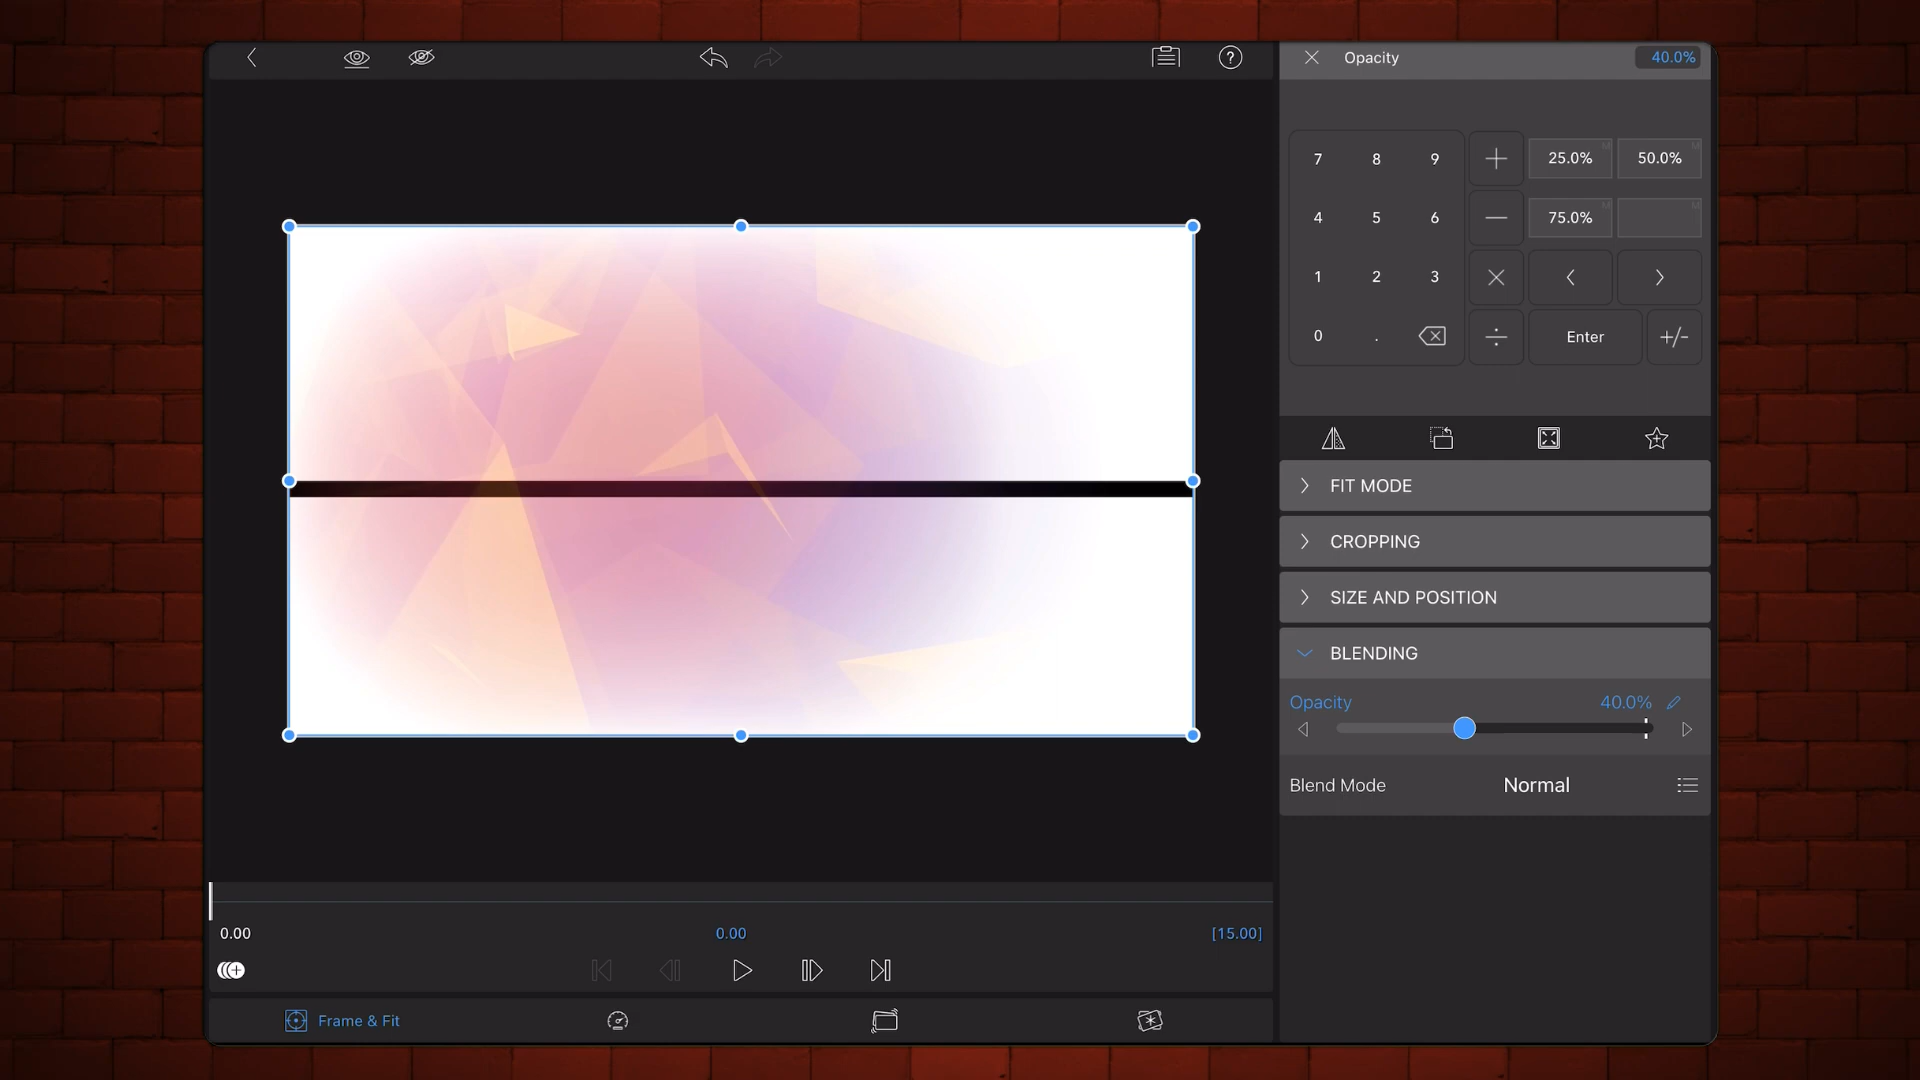 Opacity 40.0%
7 8 9 25.0% 50.0%
4 5 6 75.0%
1 2 3
0 . Enter +/-
FIT MODE
CROPPING
SIZE AND POSITION
BLENDING
Opacity 40.0%
Blend Mode Normal
0.00 0.00 [15.00]
Frame & Fit